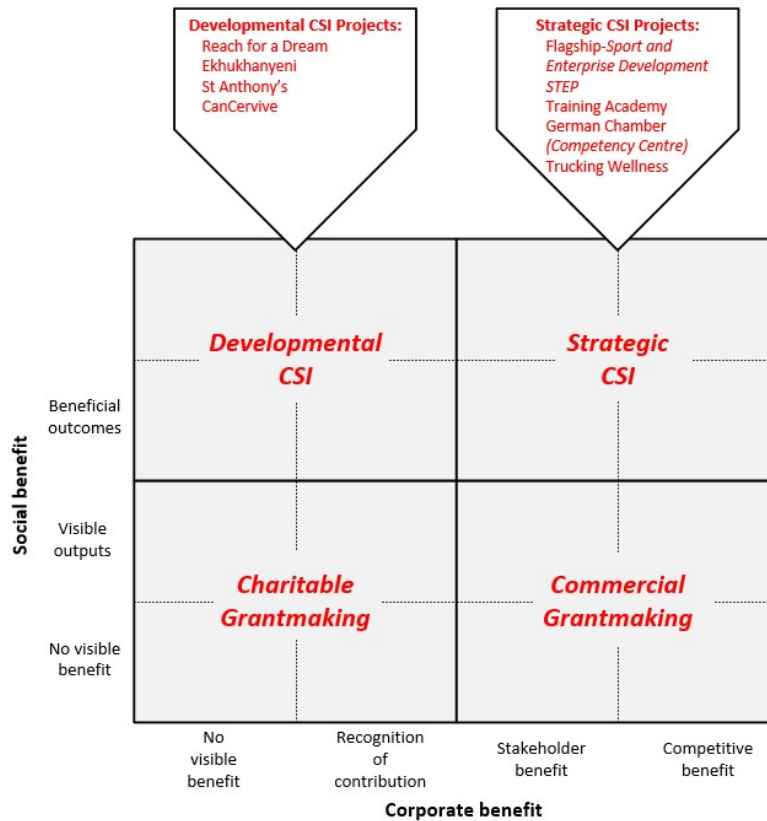 Developmental CSI Projects:
Reach for a Dream
Ekhukhanyeni
St Anthony's
CanCervive
Strategic CSI Projects:
Flagship-Sport and
Enterprise Development
STEP
Training Academy
German Chamber
(Competency Centre)
Trucking Wellness
Developmental
CSI
Strategic
CSI
Social benefit
Beneficial
outcomes
Visible
outputs
No visible
benefit
Charitable
Grantmaking
Commercial
Grantmaking
No
visible
benefit
Recognition
of
contribution
Stakeholder
benefit
Competitive
benefit
Corporate benefit